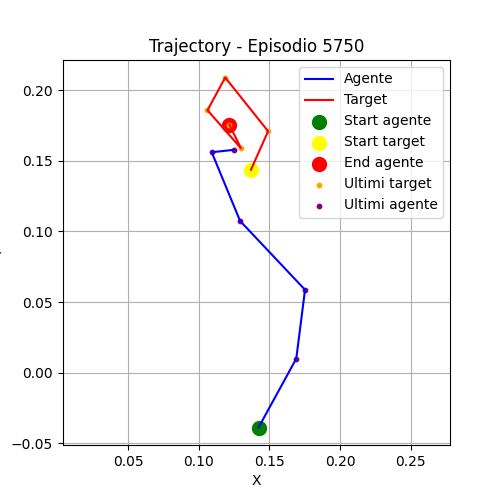 Trajectory - Episodio 5750
Agente
Target
Start agente
Start target
End agente
Ultimi target
Ultimi agente
0.20
0.15
0.10
0.05
0.00
−0.05
0.05
0.10
0.15
0.20
0.25
X